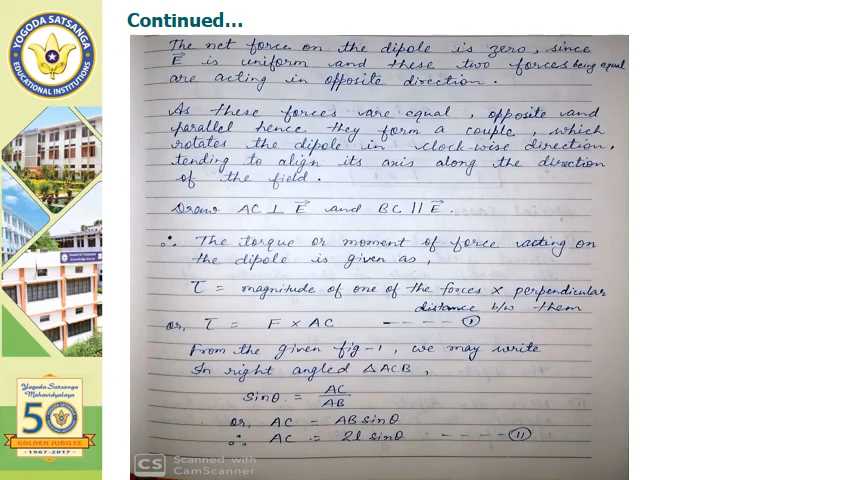 Continued...
YOGODA SATSANGA
EDUCATIONAL INSTITUTIONS
The net force on the dipole is zero, since
E⃗ is uniform and these two forces being equal
are acting in opposite direction.
As these forces are equal, opposite and
parallel hence they form a couple, which
rotates the dipole in clock-wise direction,
tending to align its axis along the direction
of the field.
Draw AC ⊥ E⃗ and BC || E⃗.
∴ The torque or moment of force acting on
the dipole is given as,
τ = magnitude of one of the forces × perpendicular
distance b/w them
or, τ = F × AC ---- (I)
From the given fig-1, we may write
In right angled △ACB,
sinθ = AC/AB
or, AC = AB sinθ
∴ AC = 2l sinθ ---- (II)
Yogoda Satsanga
Mahavidyalaya
50
GOLDEN JUBILEE
1967-2017
CS Scanned with
CamScanner